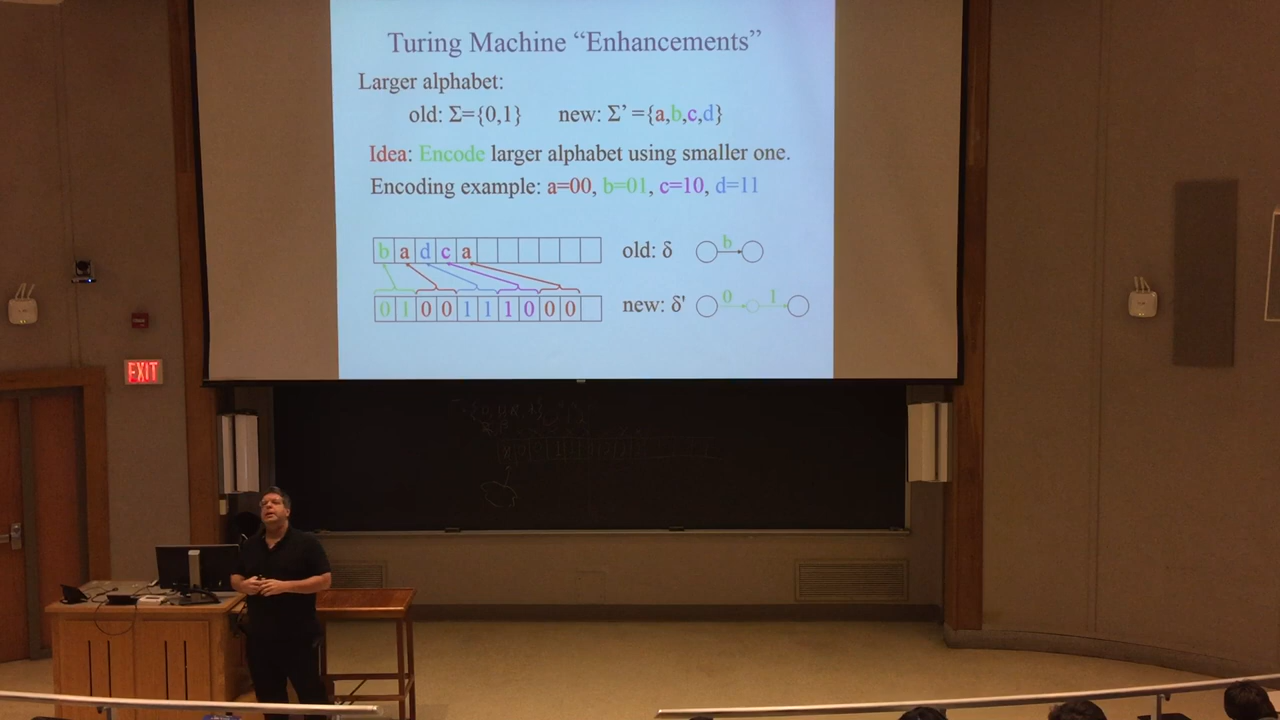 Turing Machine “Enhancements”
Larger alphabet:
old: Σ={0,1} new: Σ’ ={a,b,c,d}
Idea: Encode larger alphabet using smaller one.
Encoding example: a=00, b=01, c=10, d=11
b a d c a old: δ b
0 1 0 0 1 1 1 0 0 0 new: δ' 0 1
EXIT